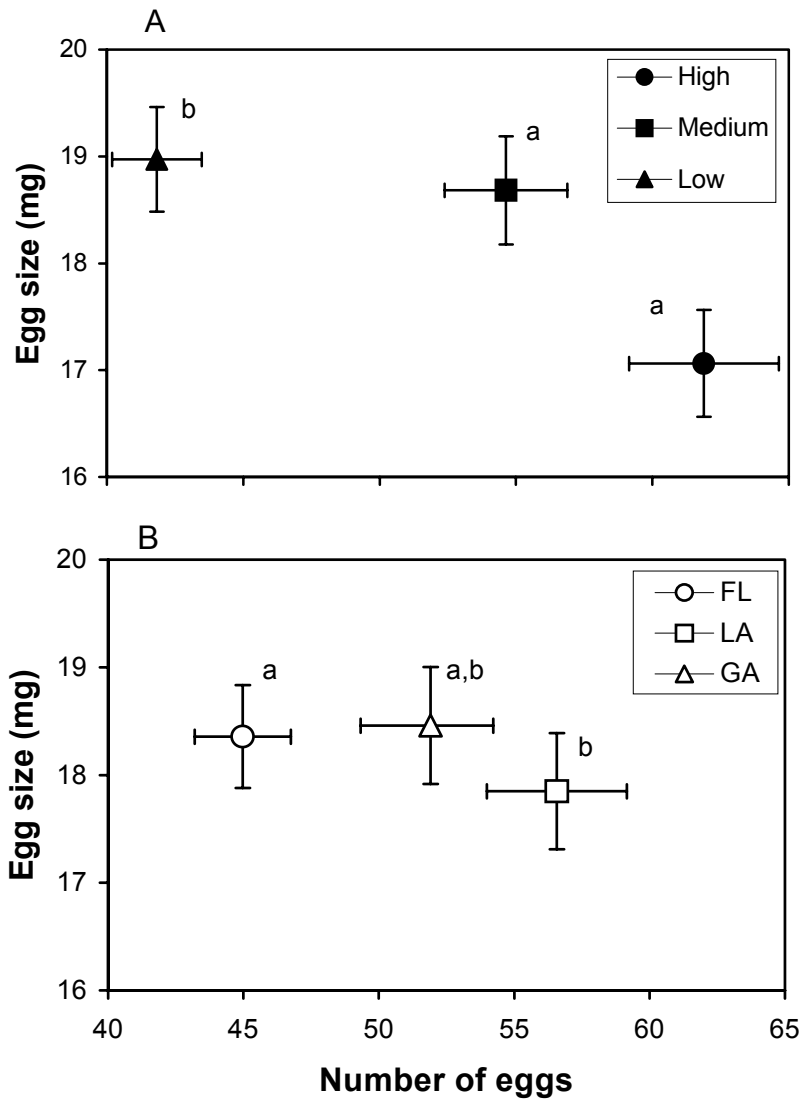 A
20
19
18
17
16
Egg size (mg)
b
a
a
High
Medium
Low
B
20
19
18
17
16
Egg size (mg)
a
a,b
b
FL
LA
GA
40 45 50 55 60 65
Number of eggs